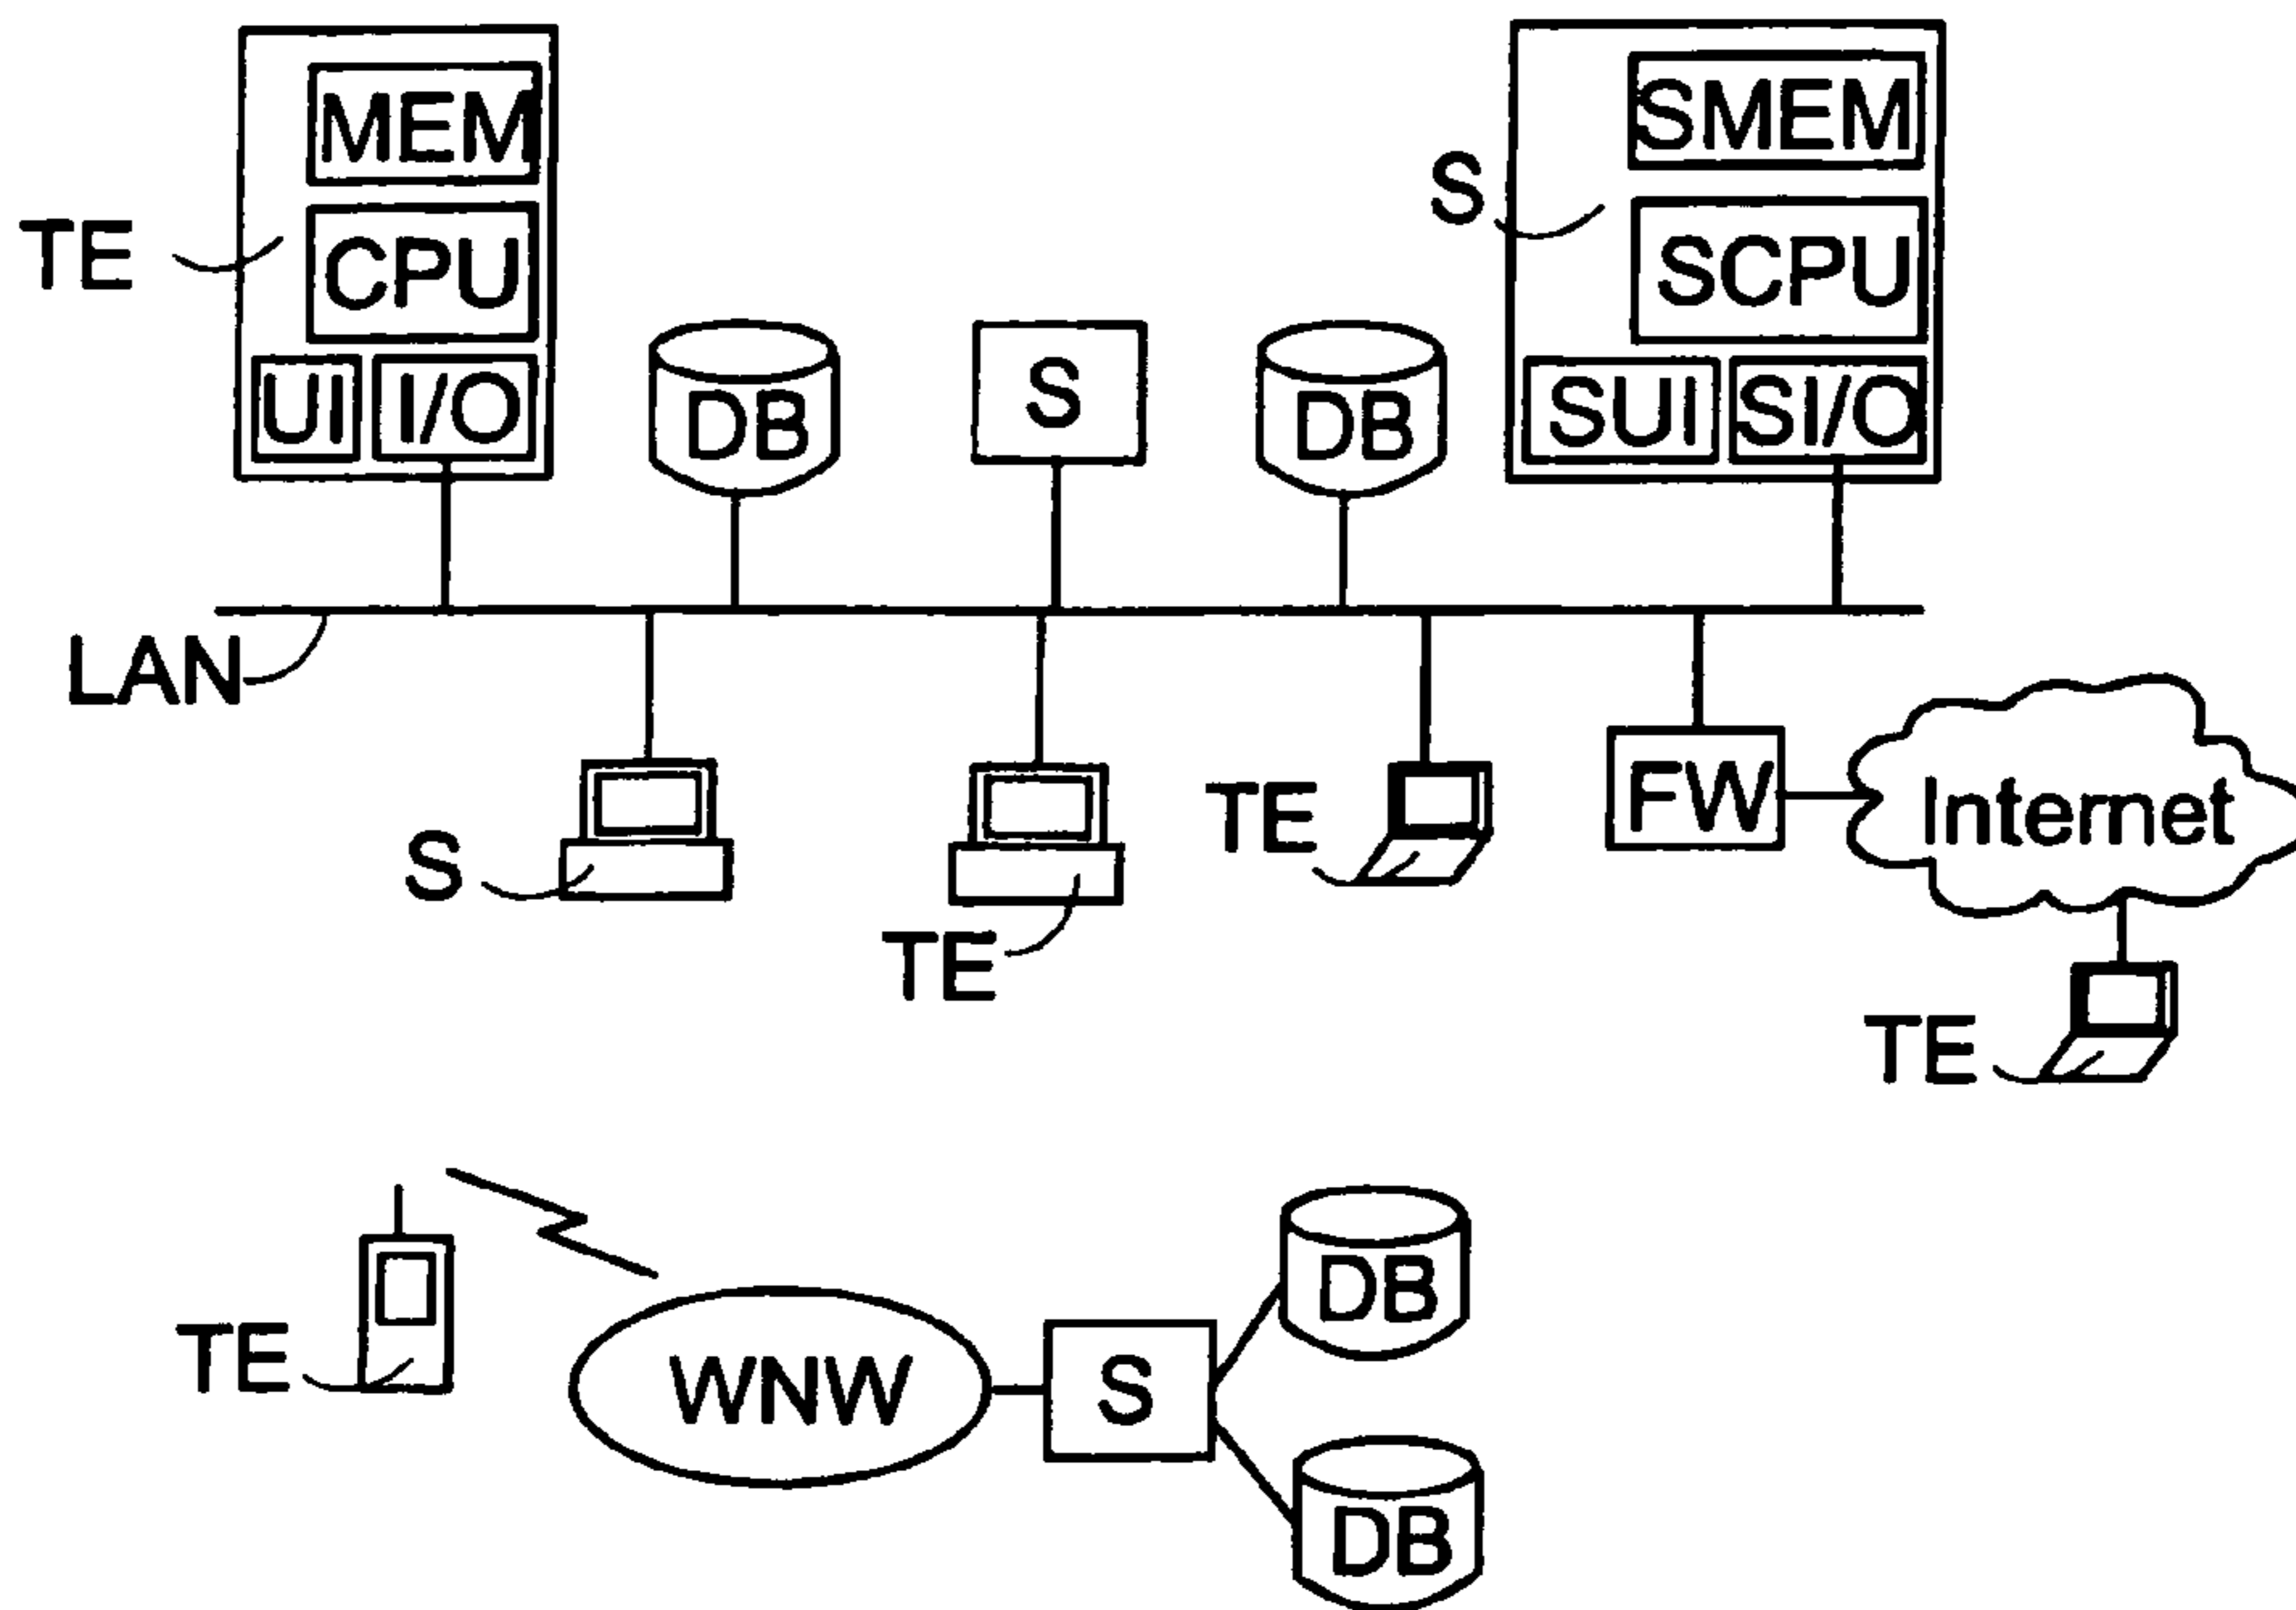 MEM
SMEM
S
TE
CPU
SCPU
UI
I/O
DB
S
DB
SUI
SI/O
LAN
S
TE
TE
FW
Internet
TE
TE
WNW
S
DB
DB